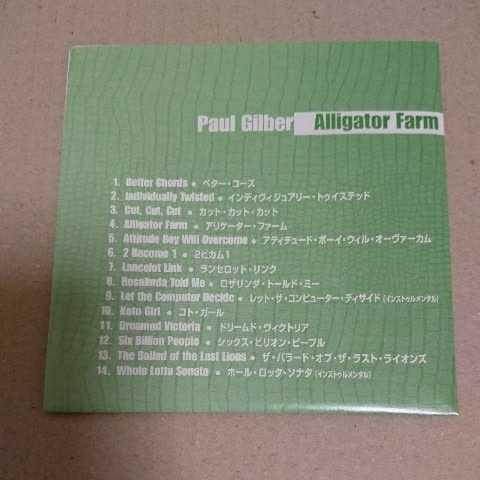 Paul Gilber Alligator Farm
1. Better Chords ● ベター・コーズ
2. Individually Twisted ● インディヴィジュアリー・トゥイステッド
3. Cut, Cut, Cut ● カット・カット・カット
4. Alligator Farm ● アリゲーター・ファーム
5. Attitude Boy Will Overcome ● アティチュード・ボーイ・ウィル・オーヴァーカム
6. 2 Become 1 ● 2ビカム1
7. Lancelot Link ● ランセロット・リンク
8. Rosalinda Told Me ● ロザリンダ・トールド・ミー
9. Let the Computer Decide ● レット・ザ・コンピューター・ディサイド (インストゥルメンタル)
10. Koto Girl ● コト・ガール
11. Dreamed Victoria ● ドリームド・ヴィクトリア
12. Six Billion People ● シックス・ビリオン・ピープル
13. The Ballad of the Last Lions ● ザ・バラード・オブ・ザ・ラスト・ライオンズ
14. Whole Lotta Sonata ● ホール・ロッタ・ソナタ (インストゥルメンタル)